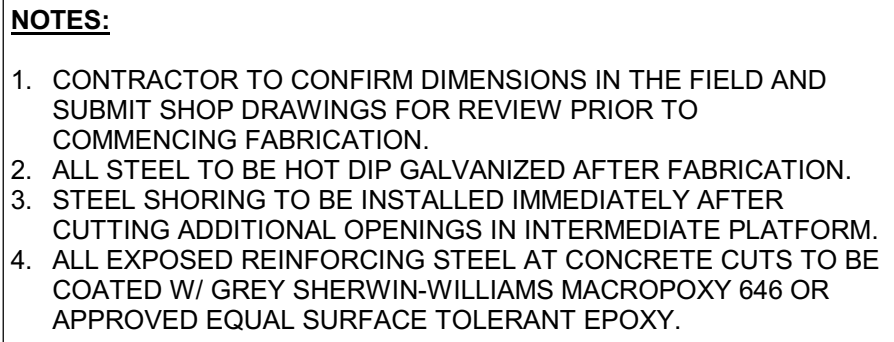 NOTES:
1. CONTRACTOR TO CONFIRM DIMENSIONS IN THE FIELD AND
SUBMIT SHOP DRAWINGS FOR REVIEW PRIOR TO
COMMENCING FABRICATION.
2. ALL STEEL TO BE HOT DIP GALVANIZED AFTER FABRICATION.
3. STEEL SHORING TO BE INSTALLED IMMEDIATELY AFTER
CUTTING ADDITIONAL OPENINGS IN INTERMEDIATE PLATFORM.
4. ALL EXPOSED REINFORCING STEEL AT CONCRETE CUTS TO BE
COATED W/ GREY SHERWIN-WILLIAMS MACROPOXY 646 OR
APPROVED EQUAL SURFACE TOLERANT EPOXY.